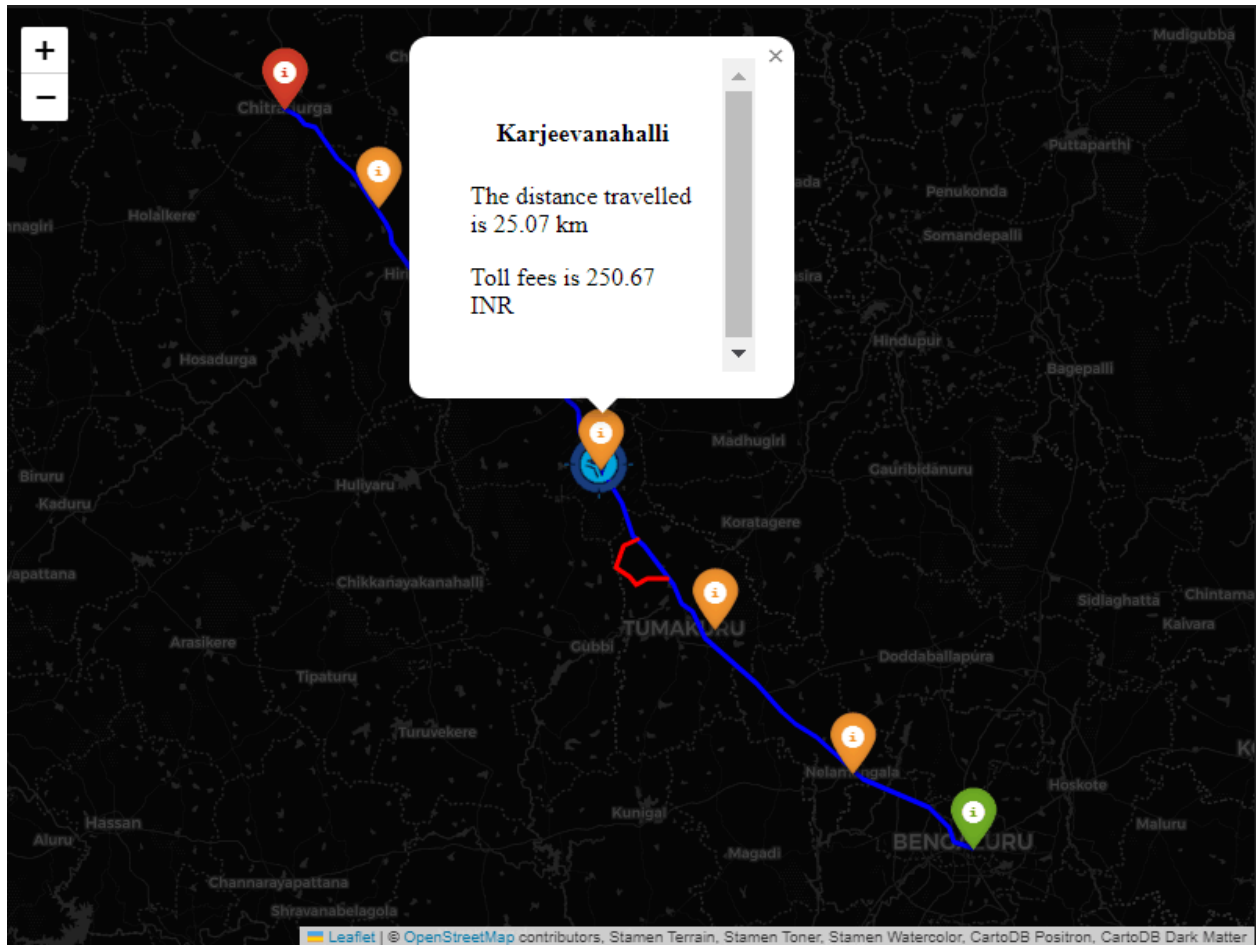 +
−
×
Karjeevanahalli
The distance travelled
is 25.07 km
Toll fees is 250.67
INR
Mudigubba
Puttaparthi
Penukonda
Holalkere
Somandepalli
Hosadurga
Hindupur
Bagepalli
Madhugiri
Biruru
Gauribidanuru
Huliyaru
Kaduru
Koratagere
Chikkanayakanahalli
Sidlaghatta
Chintama
TUMAKURU
Kaivara
Arasikere
Gubbi
Doddaballapura
Tipaturu
Turuvekere
Hoskote
Kunigal
Hassan
Maluru
Aluru
Magadi
Channarayapattana
Shravanabelagola
Leaflet | © OpenStreetMap contributors, Stamen Terrain, Stamen Toner, Stamen Watercolor, CartoDB Positron, CartoDB Dark Matter